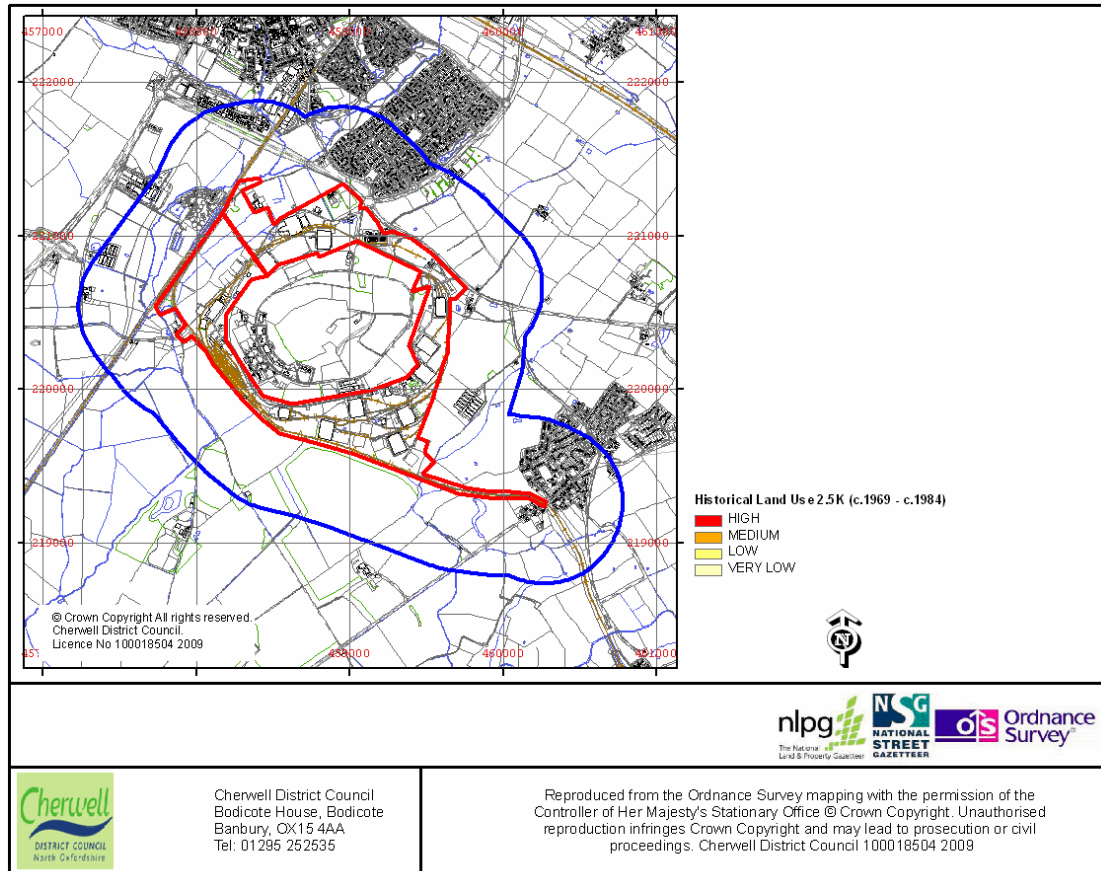 457000 458000 459000 460000 461000
222000 222000
221000 221000
220000 220000
219000 219000
459000 460000
© Crown Copyright All rights reserved.
Cherwell District Council.
Licence No 100018504 2009
Historical Land Use 2.5K (c.1969 - c.1984)
HIGH
MEDIUM
LOW
VERY LOW
N
nlpg
The National
Land & Property Gazetteer
NSG
NATIONAL
STREET
GAZETTEER
OS
Ordnance
Survey
Cherwell
DISTRICT COUNCIL
North Oxfordshire
Cherwell District Council
Bodicote House, Bodicote
Banbury, OX15 4AA
Tel: 01295 252535
Reproduced from the Ordnance Survey mapping with the permission of the
Controller of Her Majesty's Stationary Office © Crown Copyright. Unauthorised
reproduction infringes Crown Copyright and may lead to prosecution or civil
proceedings. Cherwell District Council 100018504 2009